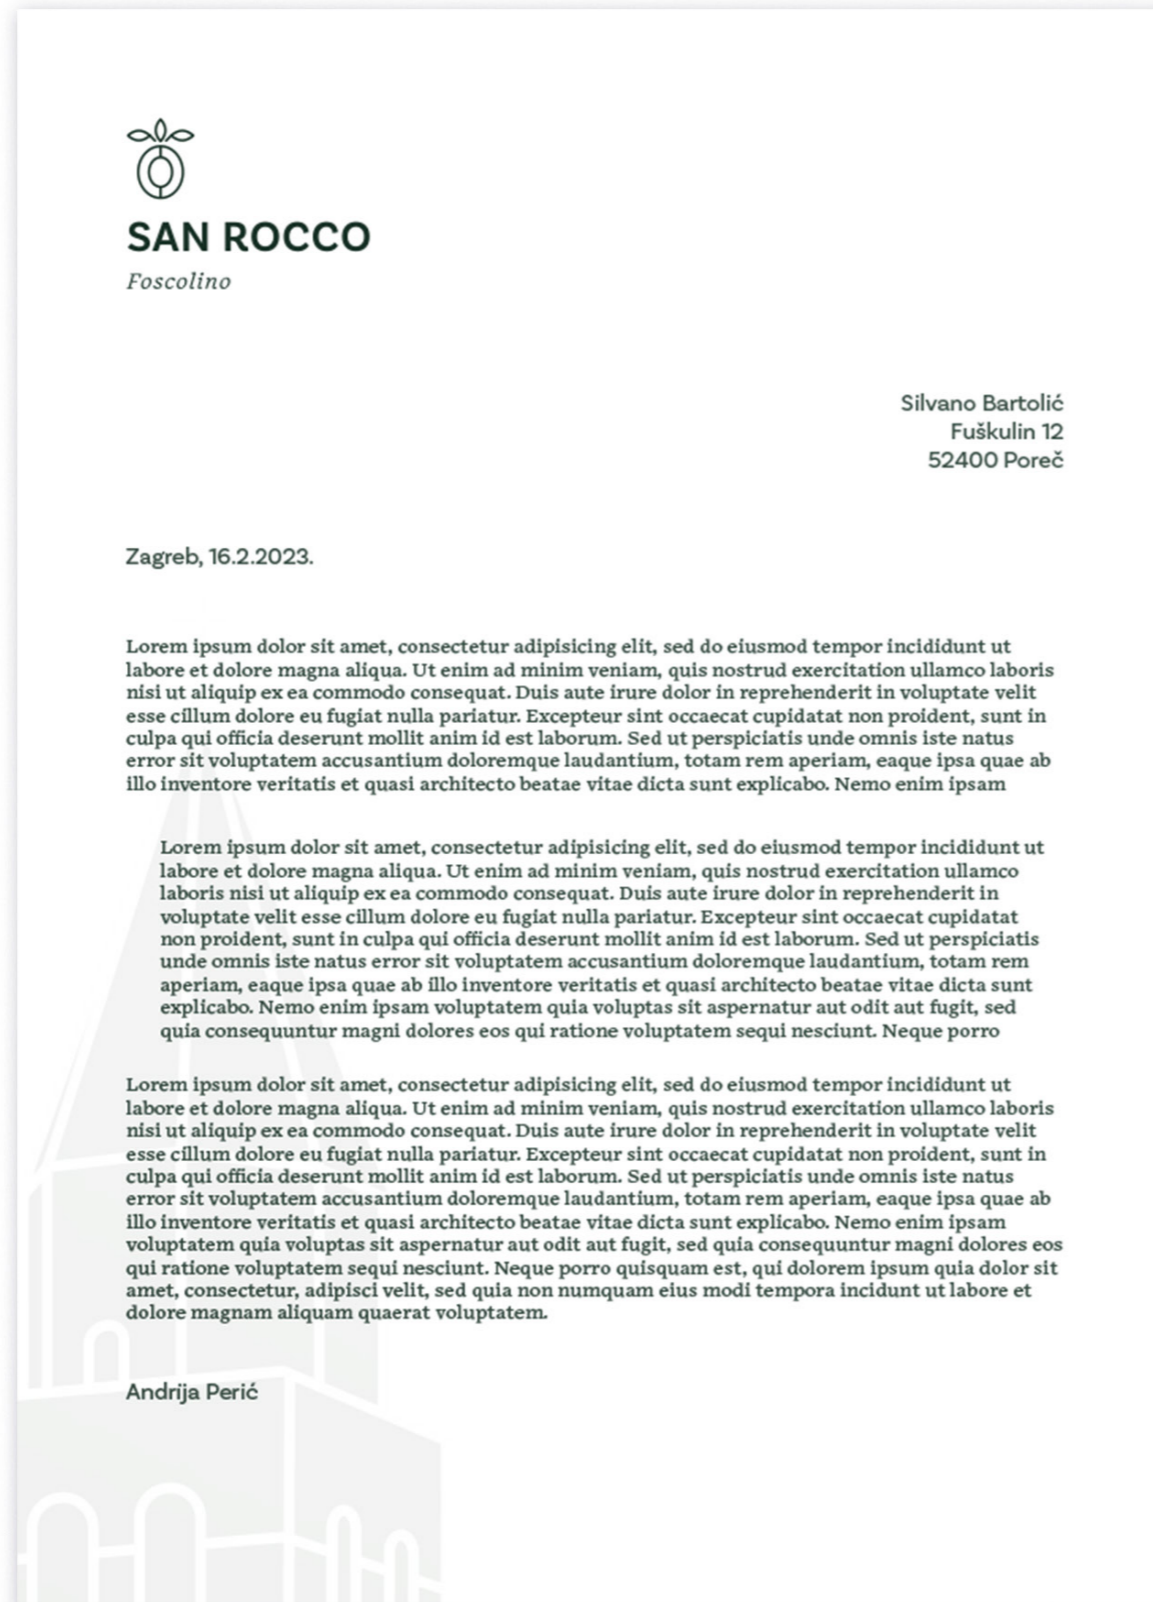 SAN ROCCO
Foscolino
Silvano Bartolić
Fuškulin 12
52400 Poreč
Zagreb, 16.2.2023.
Lorem ipsum dolor sit amet, consectetur adipisicing elit, sed do eiusmod tempor incididunt ut
labore et dolore magna aliqua. Ut enim ad minim veniam, quis nostrud exercitation ullamco laboris
nisi ut aliquip ex ea commodo consequat. Duis aute irure dolor in reprehenderit in voluptate velit
esse cillum dolore eu fugiat nulla pariatur. Excepteur sint occaecat cupidatat non proident, sunt in
culpa qui officia deserunt mollit anim id est laborum. Sed ut perspiciatis unde omnis iste natus
error sit voluptatem accusantium doloremque laudantium, totam rem aperiam, eaque ipsa quae ab
illo inventore veritatis et quasi architecto beatae vitae dicta sunt explicabo. Nemo enim ipsam
Lorem ipsum dolor sit amet, consectetur adipisicing elit, sed do eiusmod tempor incididunt ut
labore et dolore magna aliqua. Ut enim ad minim veniam, quis nostrud exercitation ullamco
laboris nisi ut aliquip ex ea commodo consequat. Duis aute irure dolor in reprehenderit in
voluptate velit esse cillum dolore eu fugiat nulla pariatur. Excepteur sint occaecat cupidatat
non proident, sunt in culpa qui officia deserunt mollit anim id est laborum. Sed ut perspiciatis
unde omnis iste natus error sit voluptatem accusantium doloremque laudantium, totam rem
aperiam, eaque ipsa quae ab illo inventore veritatis et quasi architecto beatae vitae dicta sunt
explicabo. Nemo enim ipsam voluptatem quia voluptas sit aspernatur aut odit aut fugit, sed
quia consequuntur magni dolores eos qui ratione voluptatem sequi nesciunt. Neque porro
Lorem ipsum dolor sit amet, consectetur adipisicing elit, sed do eiusmod tempor incididunt ut
labore et dolore magna aliqua. Ut enim ad minim veniam, quis nostrud exercitation ullamco laboris
nisi ut aliquip ex ea commodo consequat. Duis aute irure dolor in reprehenderit in voluptate velit
esse cillum dolore eu fugiat nulla pariatur. Excepteur sint occaecat cupidatat non proident, sunt in
culpa qui officia deserunt mollit anim id est laborum. Sed ut perspiciatis unde omnis iste natus
error sit voluptatem accusantium doloremque laudantium, totam rem aperiam, eaque ipsa quae ab
illo inventore veritatis et quasi architecto beatae vitae dicta sunt explicabo. Nemo enim ipsam
voluptatem quia voluptas sit aspernatur aut odit aut fugit, sed quia consequuntur magni dolores eos
qui ratione voluptatem sequi nesciunt. Neque porro quisquam est, qui dolorem ipsum quia dolor sit
amet, consectetur, adipisci velit, sed quia non numquam eius modi tempora incidunt ut labore et
dolore magnam aliquam quaerat voluptatem.
Andrija Perić